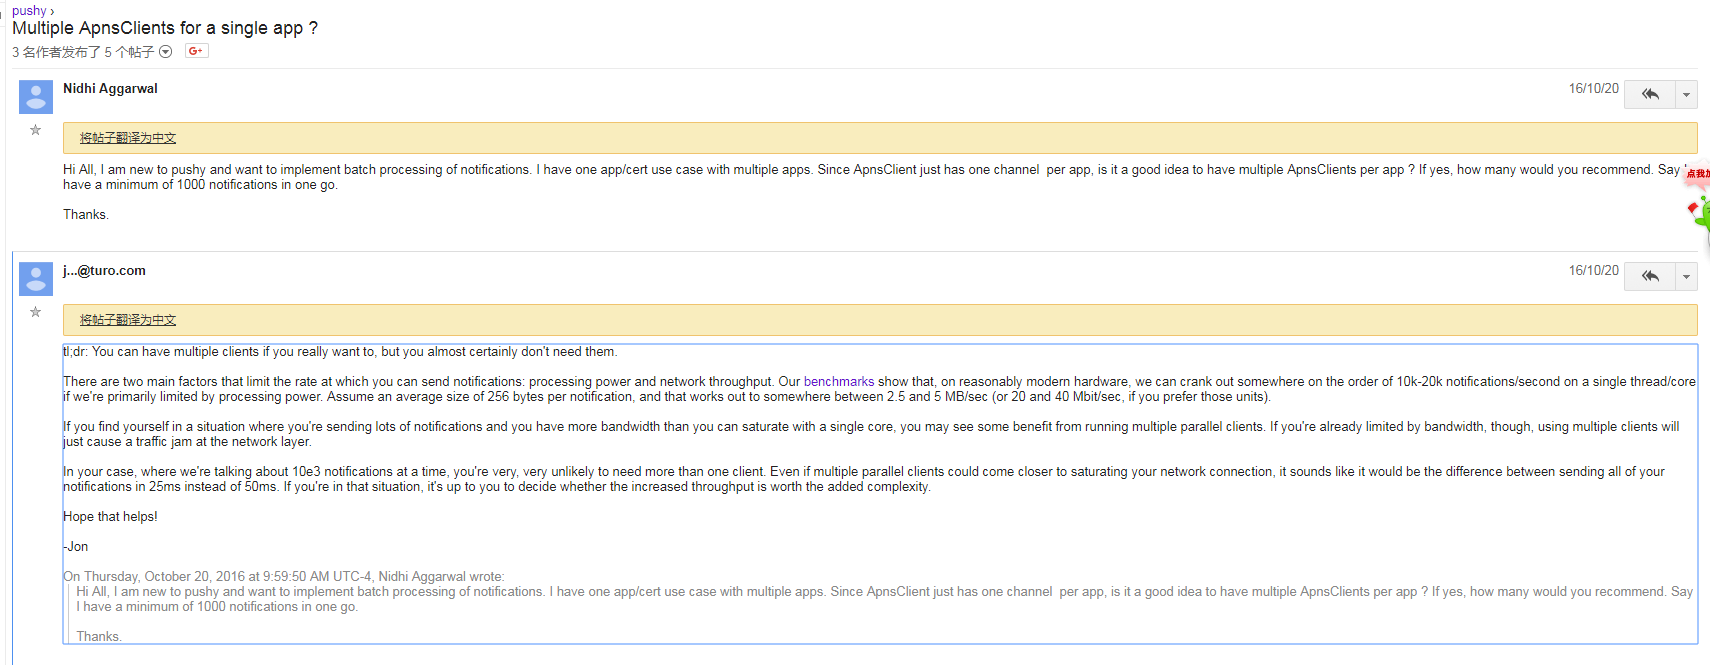 pushy ›
Multiple ApnsClients for a single app ?
3 名作者发布了 5 个帖子
G+
Nidhi Aggarwal
16/10/20
将帖子翻译为中文
Hi All, I am new to pushy and want to implement batch processing of notifications. I have one app/cert use case with multiple apps. Since ApnsClient just has one channel  per app, is it a good idea to have multiple ApnsClients per app ? If yes, how many would you recommend. Say
have a minimum of 1000 notifications in one go.
Thanks.
点我加
j...@turo.com
16/10/20
将帖子翻译为中文
tl;dr: You can have multiple clients if you really want to, but you almost certainly don't need them.
There are two main factors that limit the rate at which you can send notifications: processing power and network throughput. Our benchmarks show that, on reasonably modern hardware, we can crank out somewhere on the order of 10k-20k notifications/second on a single thread/core
if we're primarily limited by processing power. Assume an average size of 256 bytes per notification, and that works out to somewhere between 2.5 and 5 MB/sec (or 20 and 40 Mbit/sec, if you prefer those units).
If you find yourself in a situation where you're sending lots of notifications and you have more bandwidth than you can saturate with a single core, you may see some benefit from running multiple parallel clients. If you're already limited by bandwidth, though, using multiple clients will
just cause a traffic jam at the network layer.
In your case, where we're talking about 10e3 notifications at a time, you're very, very unlikely to need more than one client. Even if multiple parallel clients could come closer to saturating your network connection, it sounds like it would be the difference between sending all of your
notifications in 25ms instead of 50ms. If you're in that situation, it's up to you to decide whether the increased throughput is worth the added complexity.
Hope that helps!
-Jon
On Thursday, October 20, 2016 at 9:59:50 AM UTC-4, Nidhi Aggarwal wrote:
Hi All, I am new to pushy and want to implement batch processing of notifications. I have one app/cert use case with multiple apps. Since ApnsClient just has one channel  per app, is it a good idea to have multiple ApnsClients per app ? If yes, how many would you recommend. Say
I have a minimum of 1000 notifications in one go.
Thanks.